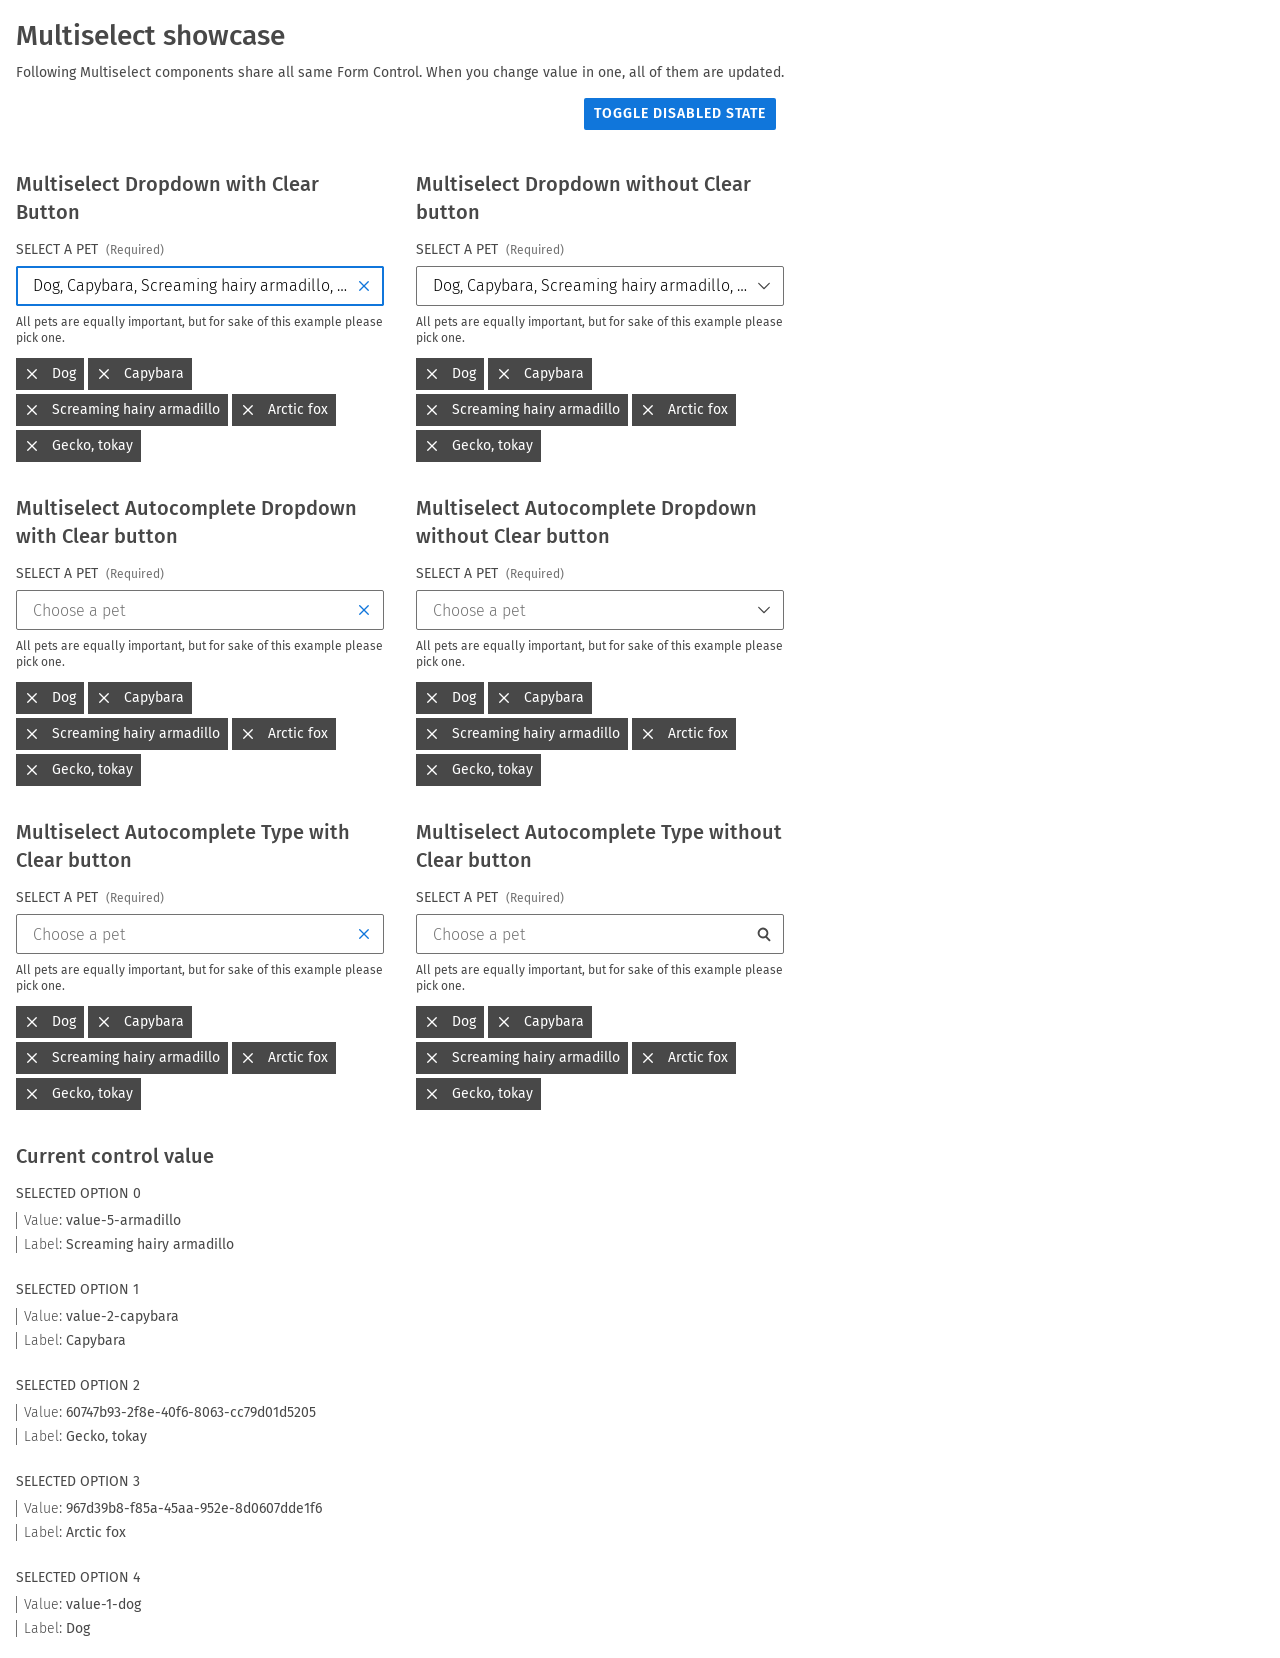 Multiselect showcase
Following Multiselect components share all same Form Control. When you change value in one, all of them are updated.
TOGGLE DISABLED STATE
Multiselect Dropdown with Clear
Button
SELECT A PET (Required)
Dog, Capybara, Screaming hairy armadillo, ...
All pets are equally important, but for sake of this example please
pick one.
Dog
Capybara
Screaming hairy armadillo
Arctic fox
Gecko, tokay
Multiselect Dropdown without Clear
button
SELECT A PET (Required)
Dog, Capybara, Screaming hairy armadillo, ...
All pets are equally important, but for sake of this example please
pick one.
Dog
Capybara
Screaming hairy armadillo
Arctic fox
Gecko, tokay
Multiselect Autocomplete Dropdown
with Clear button
SELECT A PET (Required)
Choose a pet
All pets are equally important, but for sake of this example please
pick one.
Dog
Capybara
Screaming hairy armadillo
Arctic fox
Gecko, tokay
Multiselect Autocomplete Dropdown
without Clear button
SELECT A PET (Required)
Choose a pet
All pets are equally important, but for sake of this example please
pick one.
Dog
Capybara
Screaming hairy armadillo
Arctic fox
Gecko, tokay
Multiselect Autocomplete Type with
Clear button
SELECT A PET (Required)
Choose a pet
All pets are equally important, but for sake of this example please
pick one.
Dog
Capybara
Screaming hairy armadillo
Arctic fox
Gecko, tokay
Multiselect Autocomplete Type without
Clear button
SELECT A PET (Required)
Choose a pet
All pets are equally important, but for sake of this example please
pick one.
Dog
Capybara
Screaming hairy armadillo
Arctic fox
Gecko, tokay
Current control value
SELECTED OPTION 0
Value: value-5-armadillo
Label: Screaming hairy armadillo
SELECTED OPTION 1
Value: value-2-capybara
Label: Capybara
SELECTED OPTION 2
Value: 60747b93-2f8e-40f6-8063-cc79d01d5205
Label: Gecko, tokay
SELECTED OPTION 3
Value: 967d39b8-f85a-45aa-952e-8d0607dde1f6
Label: Arctic fox
SELECTED OPTION 4
Value: value-1-dog
Label: Dog